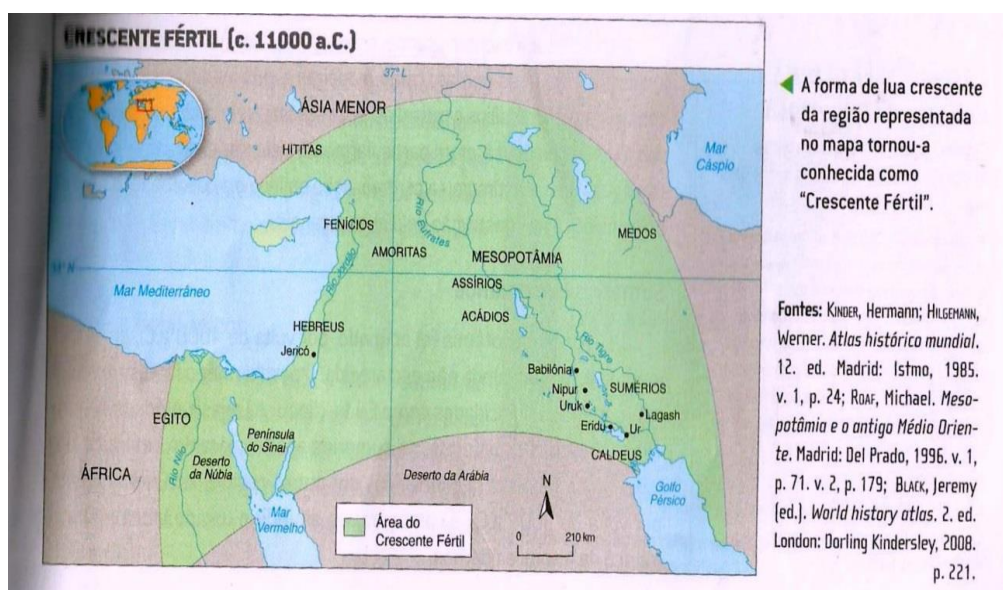 CRESCENTE FÉRTIL (c. 11000 a.C.)
37° L
ÁSIA MENOR
HITITAS
Mar
Cáspio
FENÍCIOS
Rio Eufrates
MEDOS
AMORITAS
MESOPOTÂMIA
Rio Jordão
ASSÍRIOS
Mar Mediterrâneo
ACÁDIOS
HEBREUS
Jericó
Rio Tigre
Babilônia
Nipur
SUMÉRIOS
Uruk
Lagash
Eridu
Ur
EGITO
Península
do Sinai
CALDEUS
ÁFRICA
Rio Nilo
Deserto
da Núbia
Deserto da Arábia
Golfo
Pérsico
Mar
Vermelho
N
Área do
Crescente Fértil
0 210 km
A forma de lua crescente
da região representada
no mapa tornou-a
conhecida como
“Crescente Fértil”.
Fontes: KINDER, Hermann; HILGEMANN,
Werner. Atlas histórico mundial.
12. ed. Madrid: Istmo, 1985.
v. 1, p. 24; ROAF, Michael. Meso-
potâmia e o antigo Médio Orien-
te. Madrid: Del Prado, 1996. v. 1,
p. 71. v. 2, p. 179; BLACK, Jeremy
(ed.). World history atlas. 2. ed.
London: Dorling Kindersley, 2008.
p. 221.